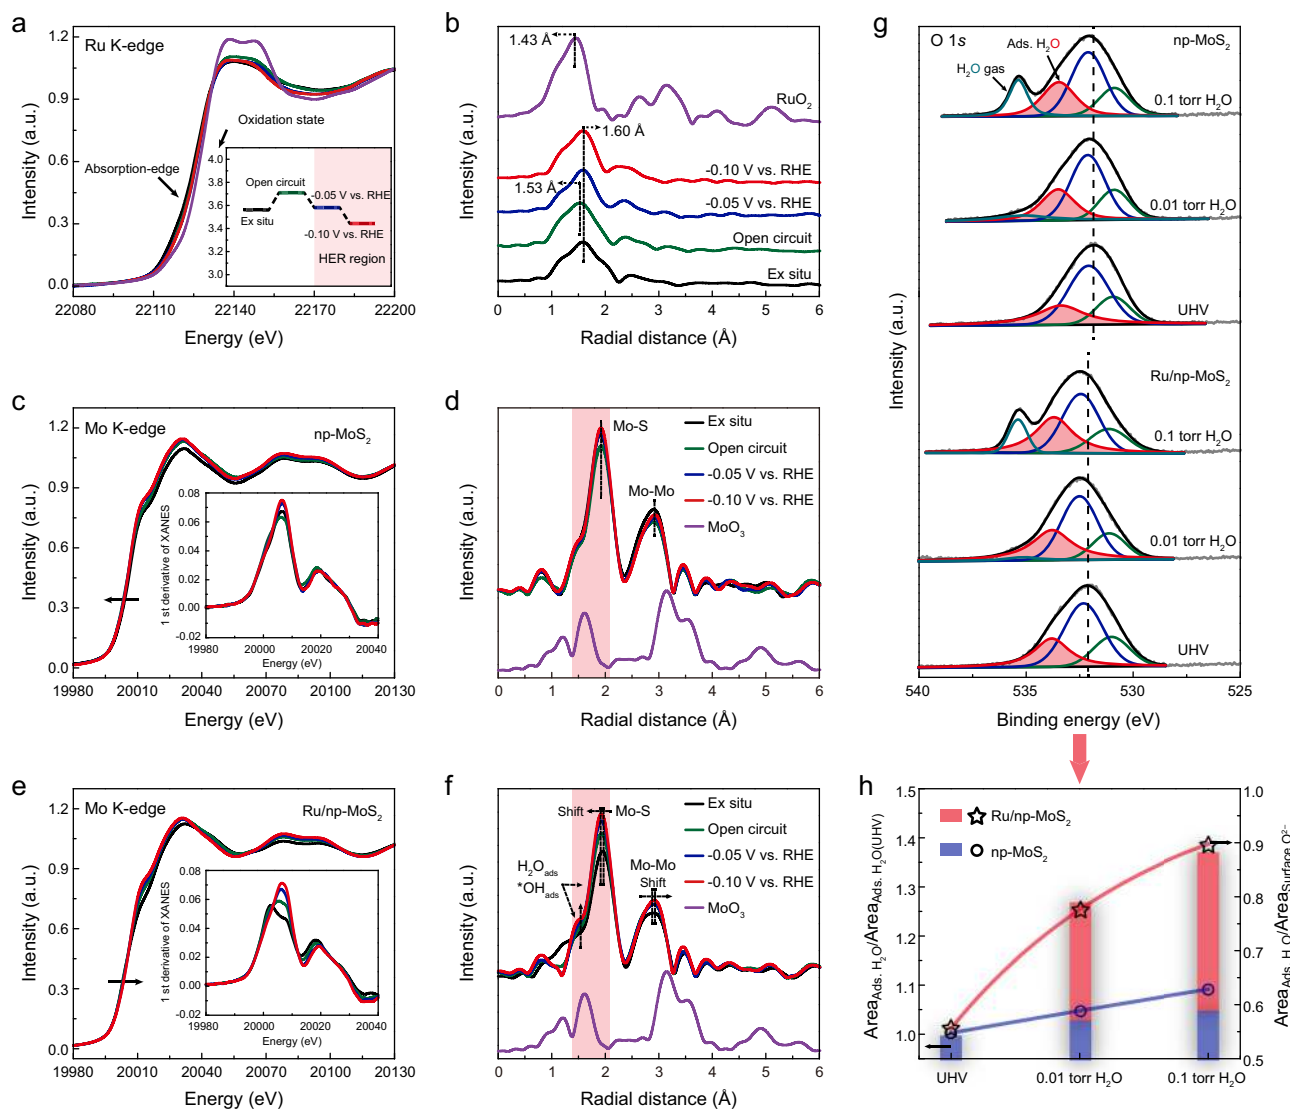 a
Ru K-edge
Intensity (a.u.)
1.2
0.9
0.6
0.3
0.0
Oxidation state
Absorption-edge
4.2
3.9
3.6
3.3
3.0
Open circuit
-0.05 V vs. RHE
Ex situ
-0.10 V vs. RHE
HER region
22080 22110 22140 22170 22200
Energy (eV)
b
Intensity (a.u.)
1.43 Å
RuO2
1.60 Å
-0.10 V vs. RHE
1.53 Å
-0.05 V vs. RHE
Open circuit
Ex situ
0 1 2 3 4 5 6
Radial distance (Å)
c
Mo K-edge
np-MoS2
Intensity (a.u.)
1.2
0.9
0.6
0.3
0.0
1 st derivative of XANES
0.08
0.06
0.04
0.02
0.00
-0.02
19980 20000 20020 20040
Energy (eV)
19980 20010 20040 20070 20100 20130
Energy (eV)
d
Intensity (a.u.)
Mo-S
Mo-Mo
Ex situ
Open circuit
-0.05 V vs. RHE
-0.10 V vs. RHE
MoO3
0 1 2 3 4 5 6
Radial distance (Å)
e
Mo K-edge
Ru/np-MoS2
Intensity (a.u.)
1.2
0.9
0.6
0.3
0.0
1 st derivative of XANES
0.08
0.06
0.04
0.02
0.00
-0.02
19980 20000 20020 20040
Energy (eV)
19980 20010 20040 20070 20100 20130
Energy (eV)
f
Intensity (a.u.)
Shift
Mo-S
H2Oads
*OHads
Mo-Mo
Shift
Ex situ
Open circuit
-0.05 V vs. RHE
-0.10 V vs. RHE
MoO3
0 1 2 3 4 5 6
Radial distance (Å)
g
O 1s
Intensity (a.u.)
Ads. H2O
H2O gas
np-MoS2
0.1 torr H2O
0.01 torr H2O
UHV
Ru/np-MoS2
0.1 torr H2O
0.01 torr H2O
UHV
540 535 530 525
Binding energy (eV)
h
AreaAds. H2O/AreaAds. H2O(UHV)
1.5
1.4
1.3
1.2
1.1
1.0
Ru/np-MoS2
np-MoS2
1.0
0.9
0.8
0.7
0.6
0.5
AreaAds. H2O/AreaSurface O2−
UHV 0.01 torr H2O 0.1 torr H2O